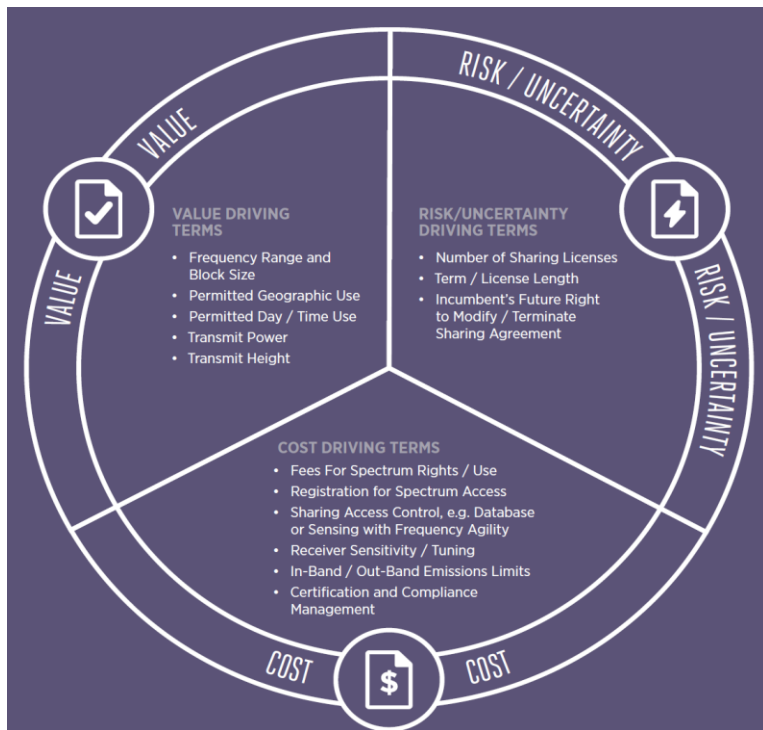 VALUE
VALUE
RISK / UNCERTAINTY
RISK / UNCERTAINTY
VALUE DRIVING
TERMS
• Frequency Range and
Block Size
• Permitted Geographic Use
• Permitted Day / Time Use
• Transmit Power
• Transmit Height
RISK/UNCERTAINTY
DRIVING TERMS
• Number of Sharing Licenses
• Term / License Length
• Incumbent's Future Right
to Modify / Terminate
Sharing Agreement
COST DRIVING TERMS
• Fees For Spectrum Rights / Use
• Registration for Spectrum Access
• Sharing Access Control, e.g. Database
or Sensing with Frequency Agility
• Receiver Sensitivity / Tuning
• In-Band / Out-Band Emissions Limits
• Certification and Compliance
Management
COST
$
COST